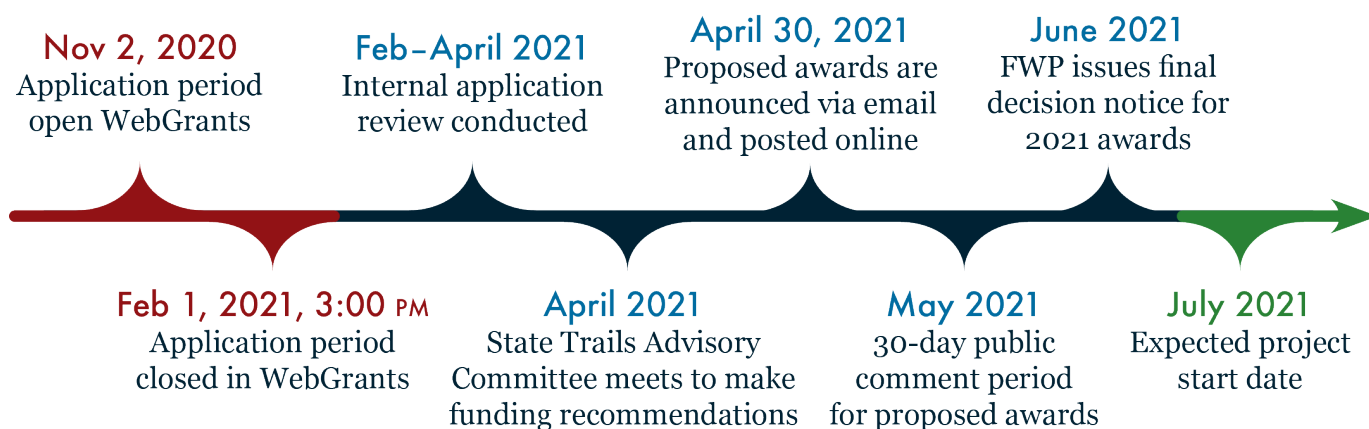 Nov 2, 2020
Application period
open WebGrants
Feb 1, 2021, 3:00 PM
Application period
closed in WebGrants
Feb–April 2021
Internal application
review conducted
April 2021
State Trails Advisory
Committee meets to make
funding recommendations
April 30, 2021
Proposed awards are
announced via email
and posted online
May 2021
30-day public
comment period
for proposed awards
June 2021
FWP issues final
decision notice for
2021 awards
July 2021
Expected project
start date